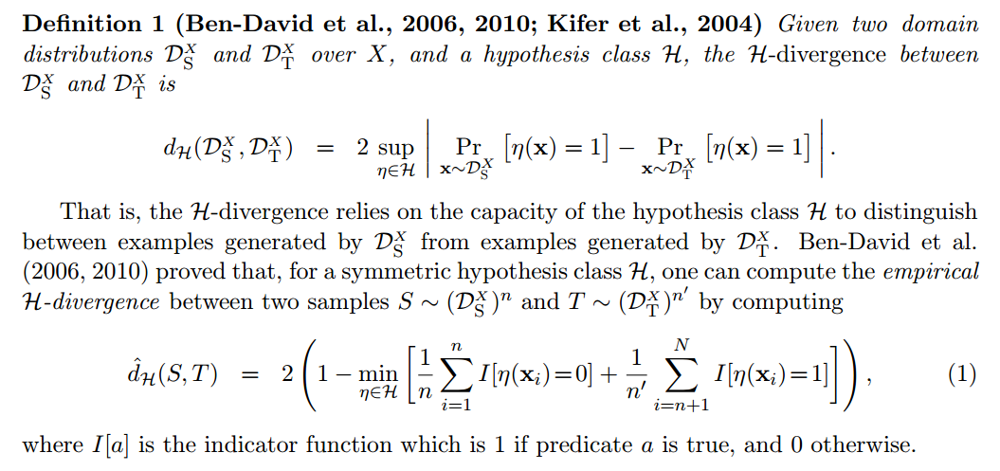 Definition 1 (Ben-David et al., 2006, 2010; Kifer et al., 2004) Given two domain
distributions $\mathcal{D}_{\mathrm{S}}^{X}$ and $\mathcal{D}_{\mathrm{T}}^{X}$ over $X$, and a hypothesis class $\mathcal{H}$, the $\mathcal{H}$-divergence between
$\mathcal{D}_{\mathrm{S}}^{X}$ and $\mathcal{D}_{\mathrm{T}}^{X}$ is
$d_{\mathcal{H}}(\mathcal{D}_{\mathrm{S}}^{X}, \mathcal{D}_{\mathrm{T}}^{X}) = 2 \sup_{\eta \in \mathcal{H}} \left| \Pr_{\mathbf{x} \sim \mathcal{D}_{\mathrm{S}}^{X}} [\eta(\mathbf{x}) = 1] - \Pr_{\mathbf{x} \sim \mathcal{D}_{\mathrm{T}}^{X}} [\eta(\mathbf{x}) = 1] \right|.$
That is, the $\mathcal{H}$-divergence relies on the capacity of the hypothesis class $\mathcal{H}$ to distinguish
between examples generated by $\mathcal{D}_{\mathrm{S}}^{X}$ from examples generated by $\mathcal{D}_{\mathrm{T}}^{X}$. Ben-David et al.
(2006, 2010) proved that, for a symmetric hypothesis class $\mathcal{H}$, one can compute the empirical
$\mathcal{H}$-divergence between two samples $S \sim (\mathcal{D}_{\mathrm{S}}^{X})^{n}$ and $T \sim (\mathcal{D}_{\mathrm{T}}^{X})^{n'}$ by computing
$\hat{d}_{\mathcal{H}}(S, T) = 2 \left( 1 - \min_{\eta \in \mathcal{H}} \left[ \frac{1}{n} \sum_{i=1}^{n} I[\eta(\mathbf{x}_i) = 0] + \frac{1}{n'} \sum_{i=n+1}^{N} I[\eta(\mathbf{x}_i) = 1] \right] \right),$ (1)
where $I[a]$ is the indicator function which is 1 if predicate $a$ is true, and 0 otherwise.